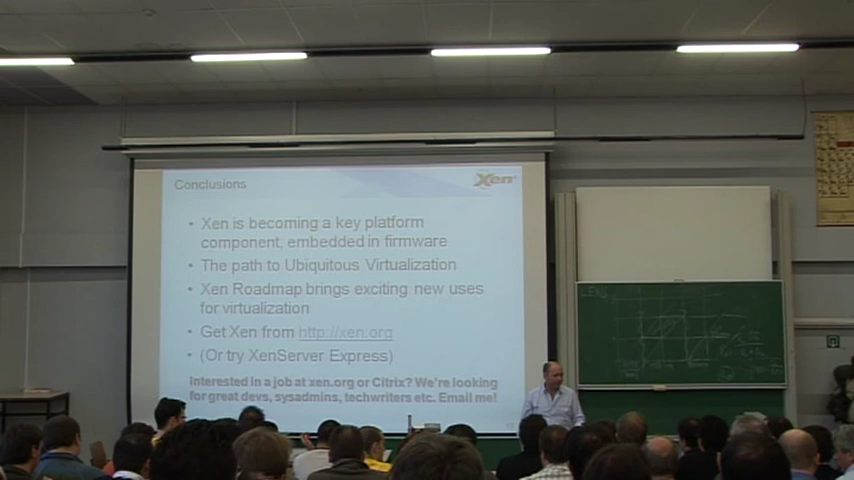 Conclusions
Xen
• Xen is becoming a key platform
component, embedded in firmware
• The path to Ubiquitous Virtualization
• Xen Roadmap brings exciting new uses
for virtualization
• Get Xen from http://xen.org
• (Or try XenServer Express)
Interested in a job at xen.org or Citrix? We're looking
for great devs, sysadmins, techwriters etc. Email me!